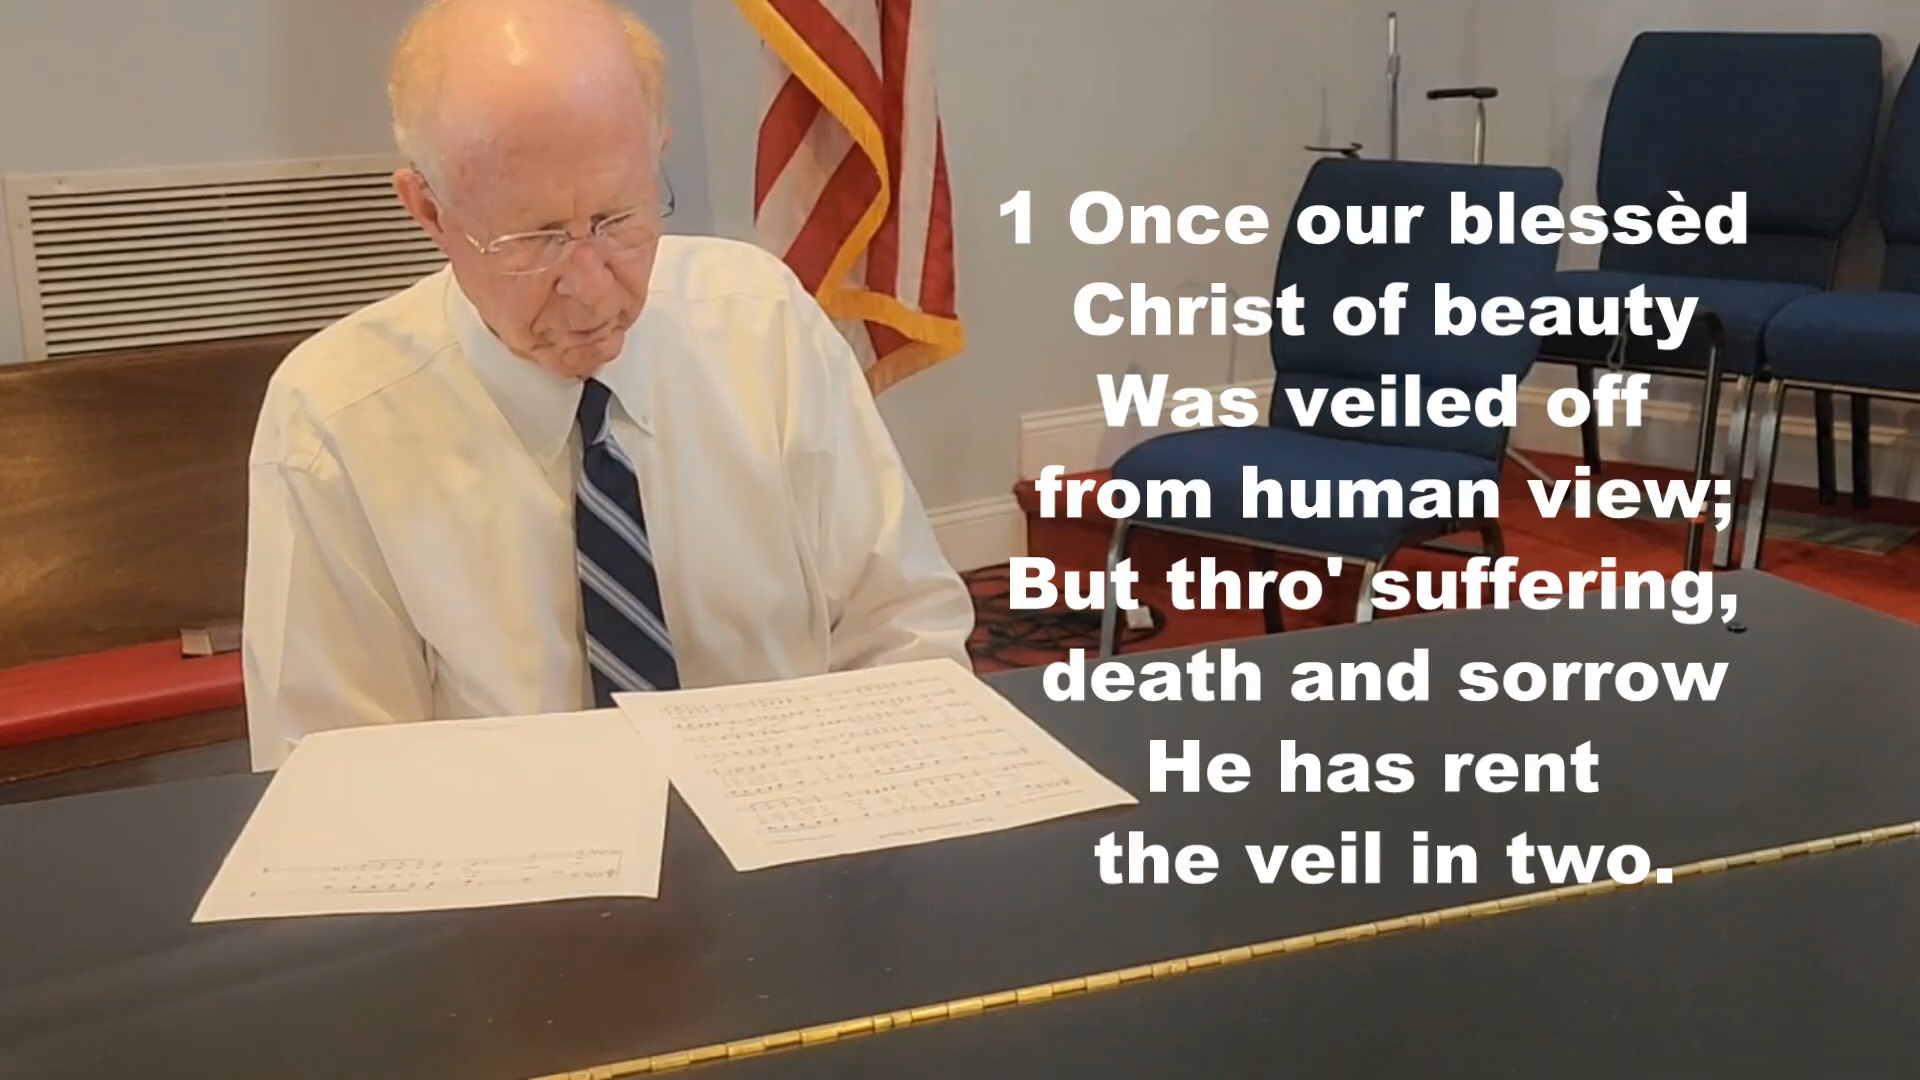 1 Once our blessèd
Christ of beauty
Was veiled off
from human view;
But thro' suffering,
death and sorrow
He has rent
the veil in two.